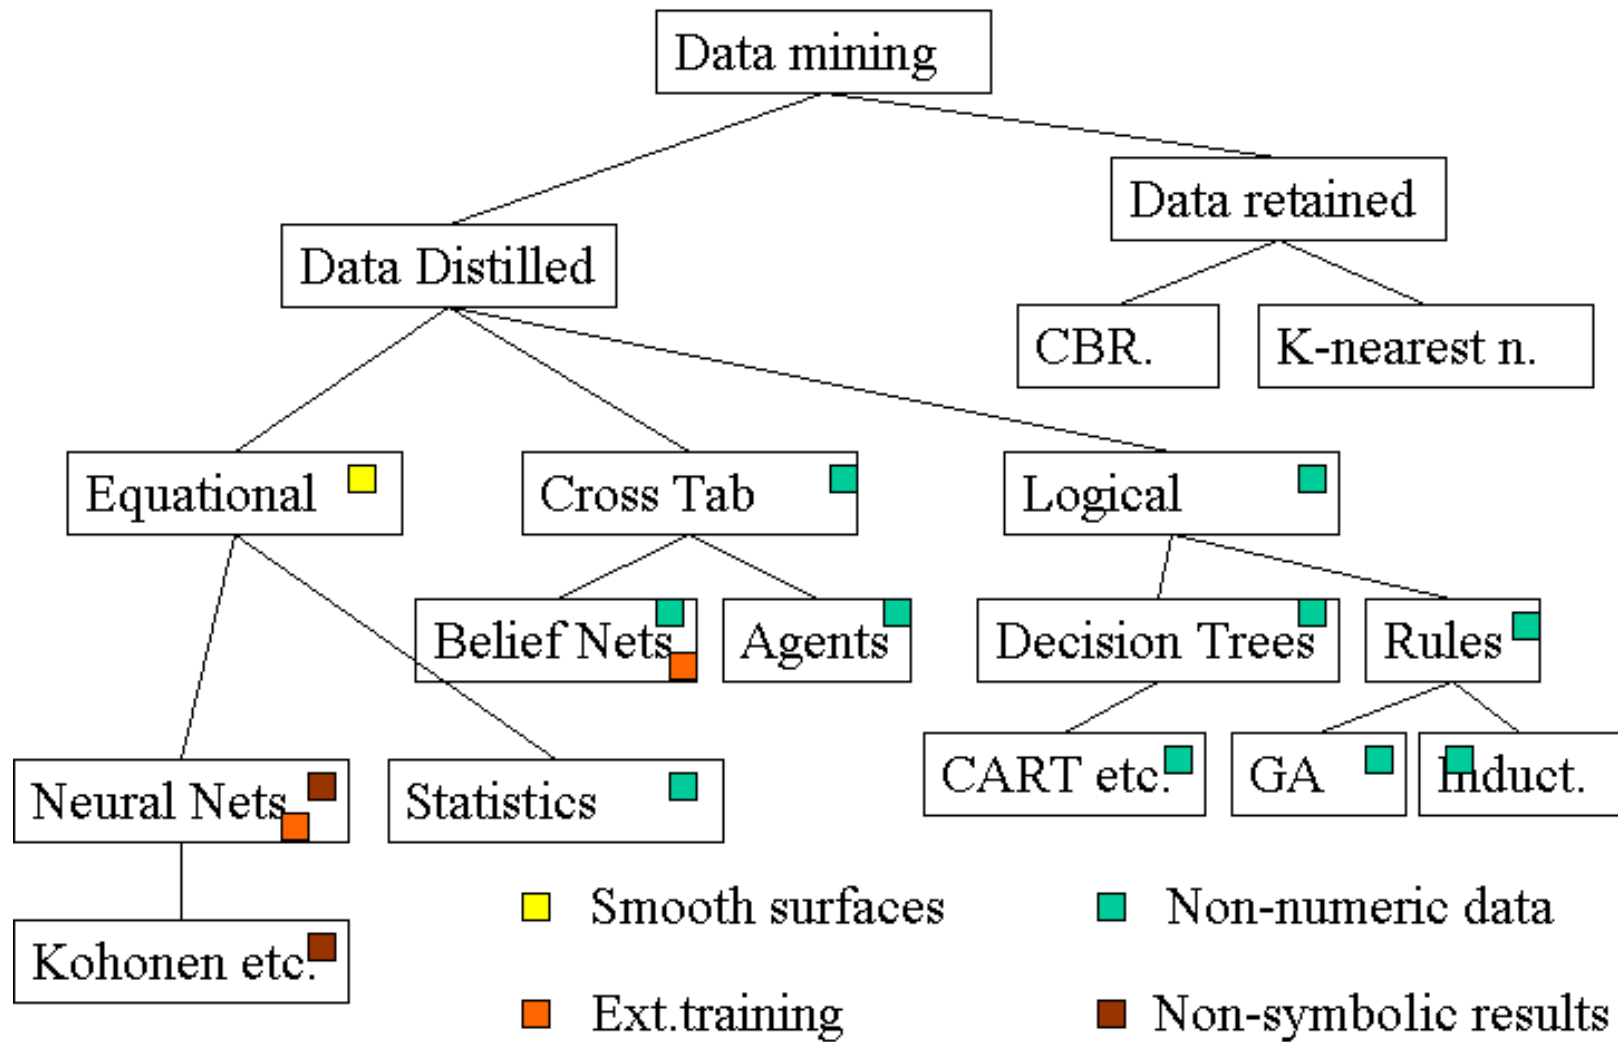 Data mining
Data retained
Data Distilled
CBR.
K-nearest n.
Equational
Cross Tab
Logical
Belief Nets
Agents
Decision Trees
Rules
CART etc.
GA
Induct.
Neural Nets
Statistics
Kohonen etc.
Smooth surfaces
Non-numeric data
Ext.training
Non-symbolic results